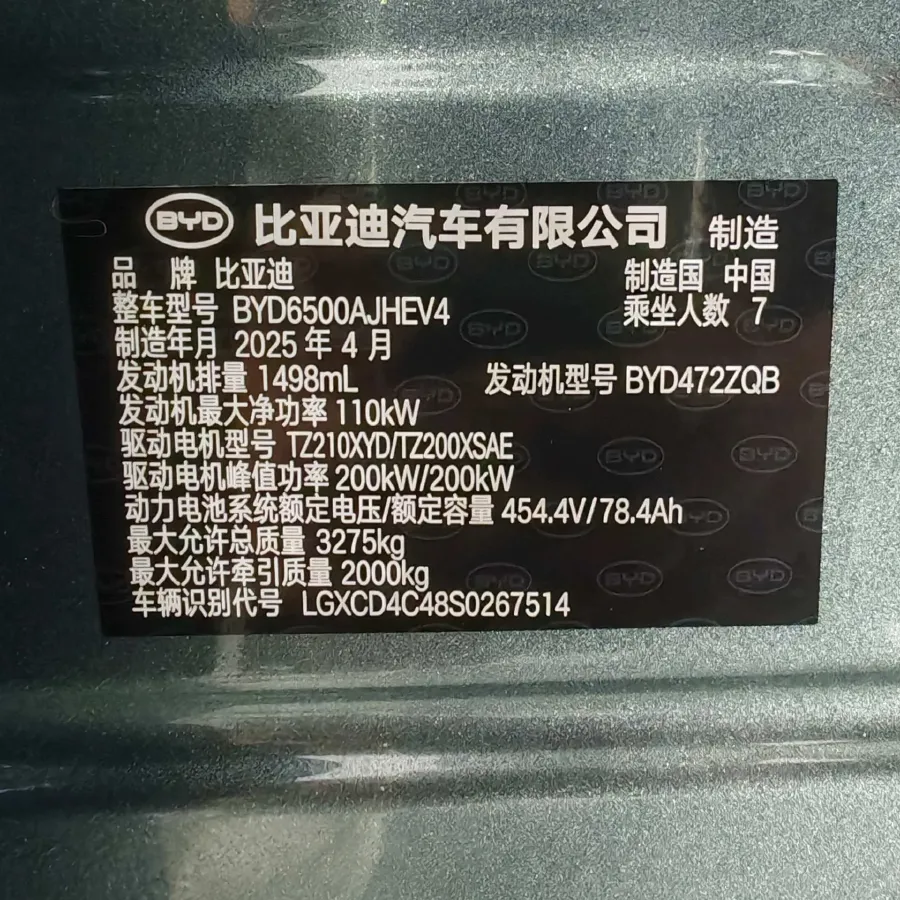 BYD 比亚迪汽车有限公司 制造
品 牌 比亚迪 制造国 中国
整车型号 BYD6500AJHEV4 乘坐人数 7
制造年月 2025 年 4 月
发动机排量 1498mL 发动机型号 BYD472ZQB
发动机最大净功率 110kW
驱动电机型号 TZ210XYD/TZ200XSAE
驱动电机峰值功率 200kW/200kW
动力电池系统额定电压/额定容量 454.4V/78.4Ah
最大允许总质量 3275kg
最大允许牵引质量 2000kg
车辆识别代号 LGXCD4C48S0267514